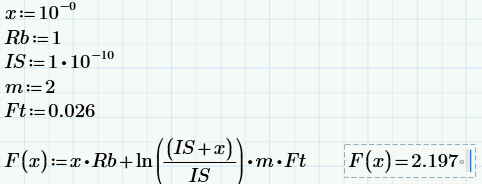 x:=10⁻⁰
Rb:=1
IS:=1·10⁻¹⁰
m:=2
Ft:=0.026
F(x):=x·Rb+ln((IS+x)/IS)·m·Ft F(x)=2.197